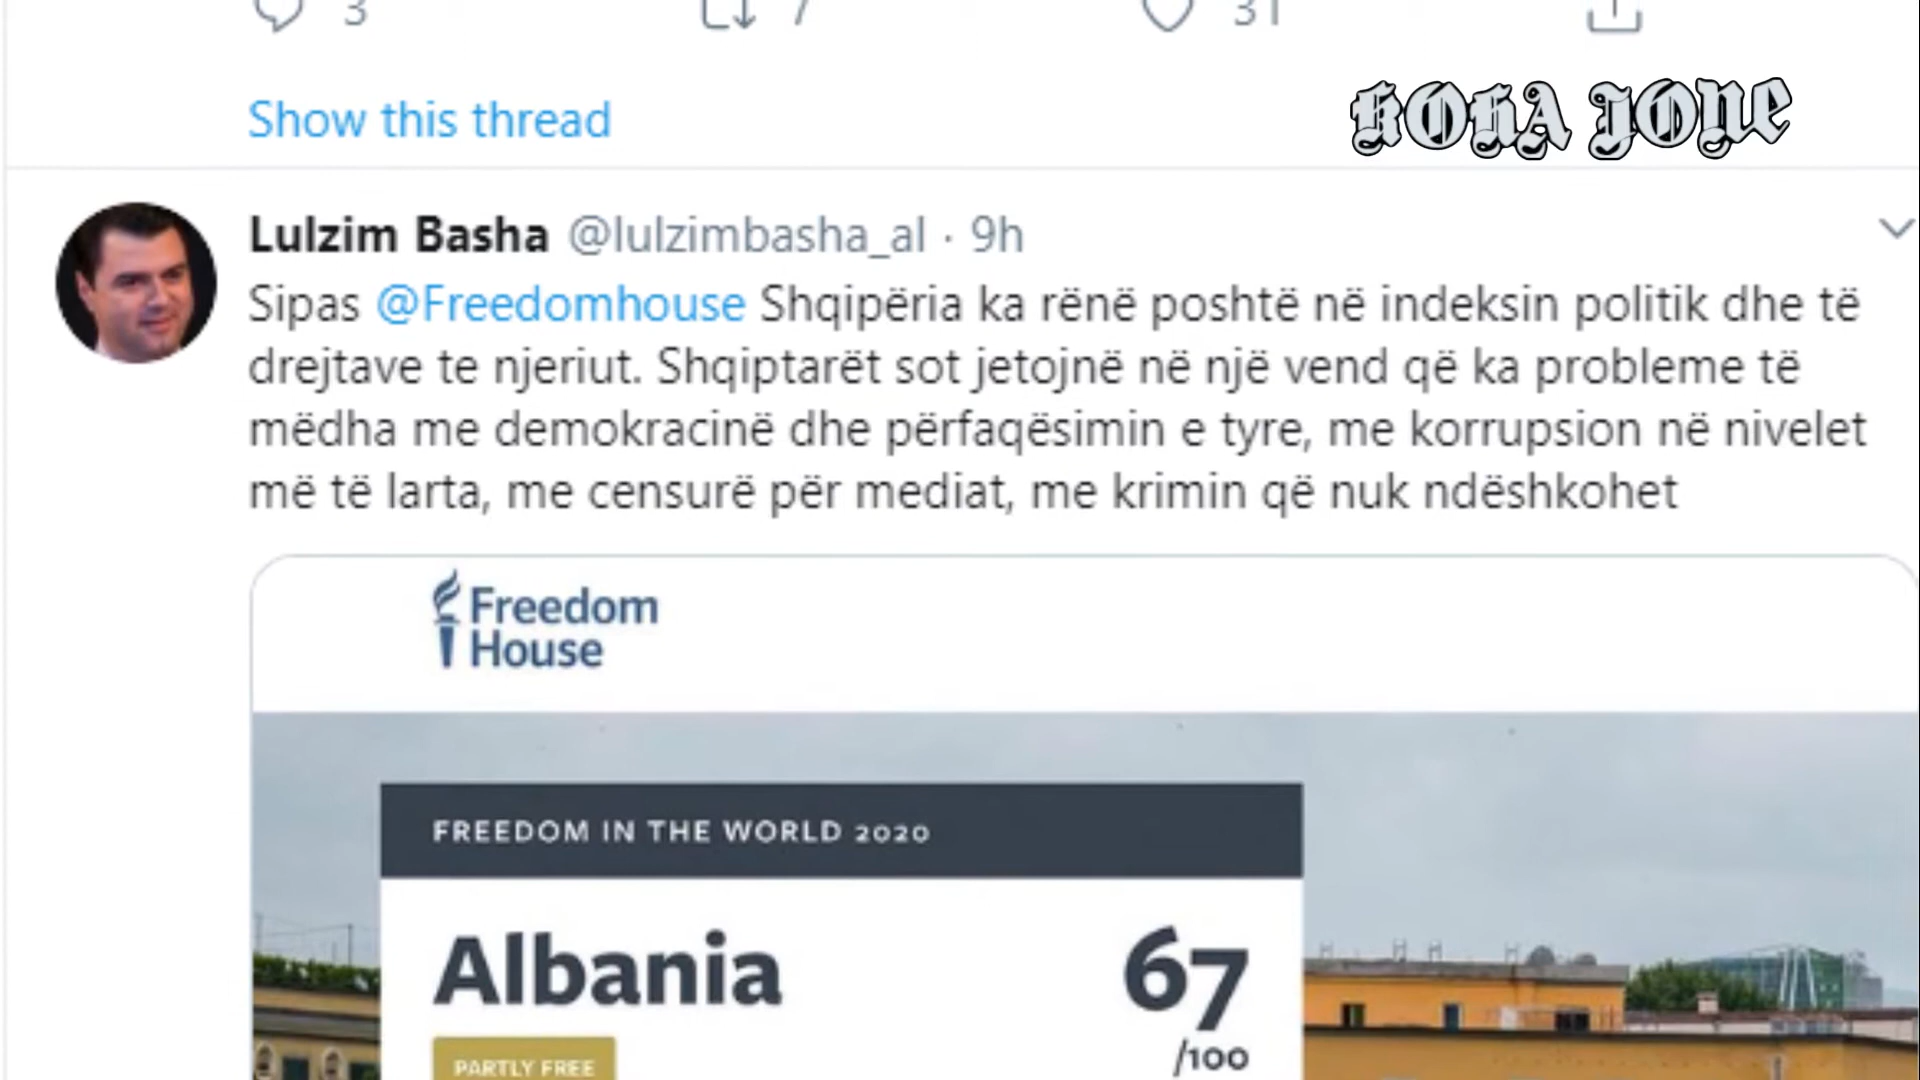 3 7 31
Show this thread
KOHA JONE
Lulzim Basha @lulzimbasha_al · 9h
Sipas @Freedomhouse Shqipëria ka rënë poshtë në indeksin politik dhe të
drejtave te njeriut. Shqiptarët sot jetojnë në një vend që ka probleme të
mëdha me demokracinë dhe përfaqësimin e tyre, me korrupsion në nivelet
më të larta, me censurë për mediat, me krimin që nuk ndëshkohet
Freedom
House
FREEDOM IN THE WORLD 2020
Albania 67
/100
PARTLY FREE